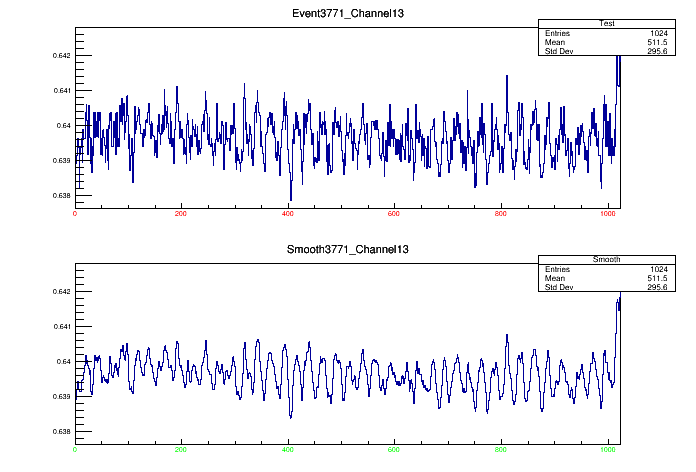 Event3771_Channel13
Test
Entries 1024
Mean 511.5
Std Dev 295.6
0.642
0.641
0.64
0.639
0.638
0 200 400 600 800 1000
Smooth3771_Channel13
Smooth
Entries 1024
Mean 511.5
Std Dev 295.6
0.642
0.641
0.64
0.639
0.638
0 200 400 600 800 1000